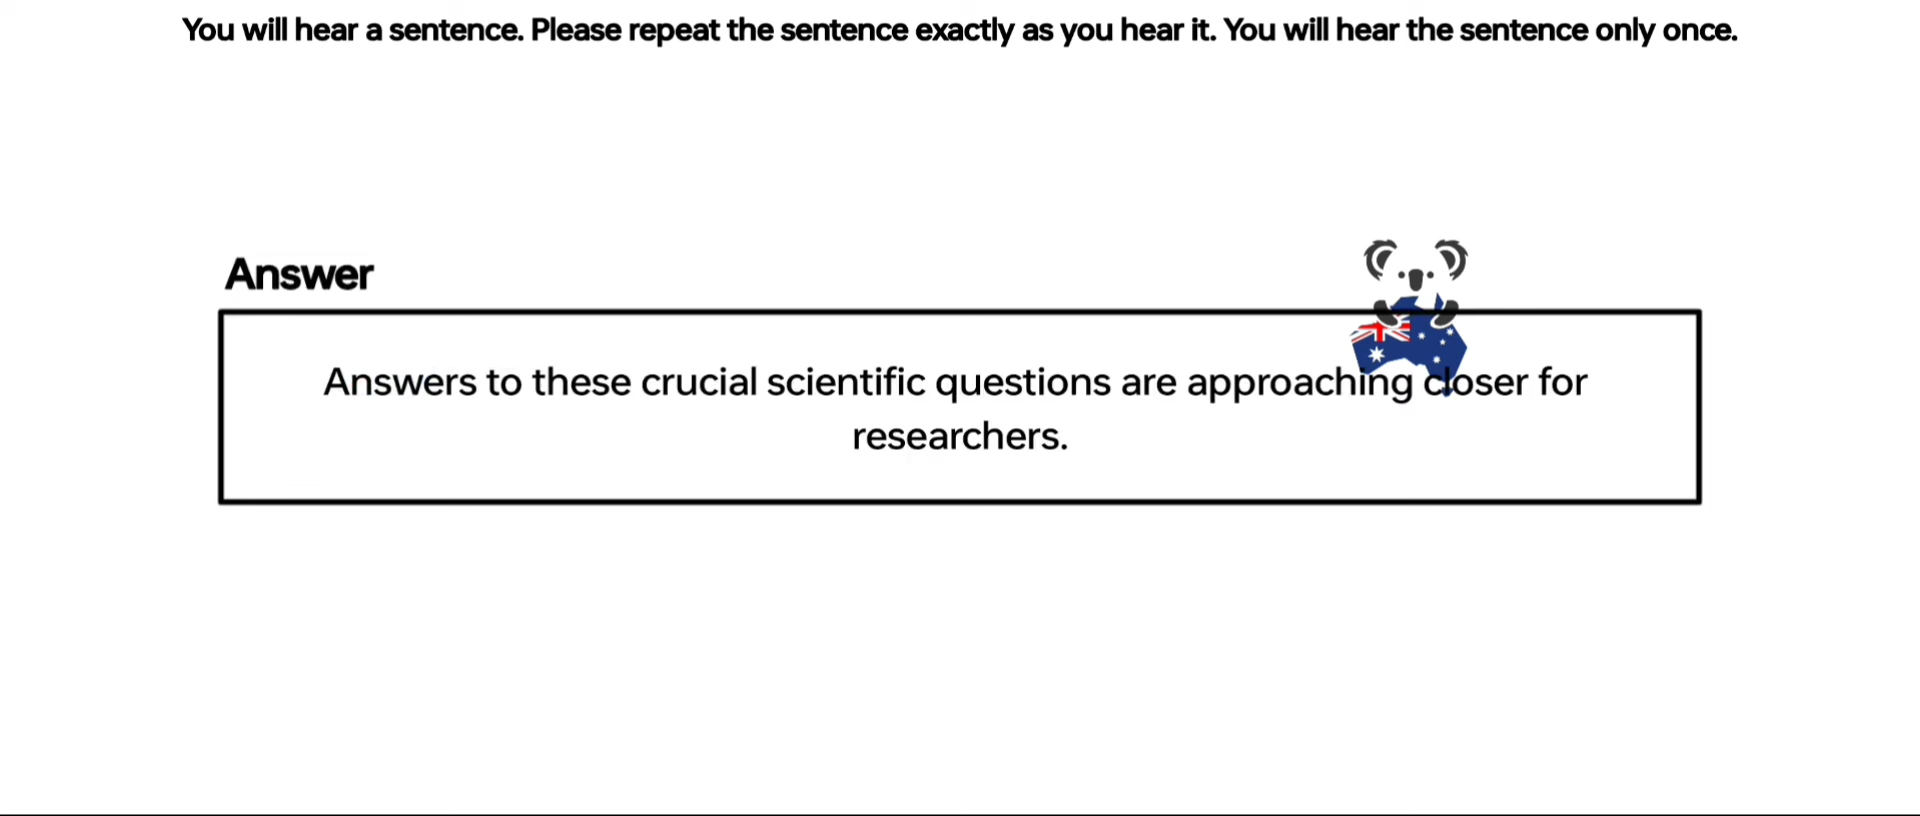 You will hear a sentence. Please repeat the sentence exactly as you hear it. You will hear the sentence only once.
Answer
Answers to these crucial scientific questions are approaching closer for
researchers.